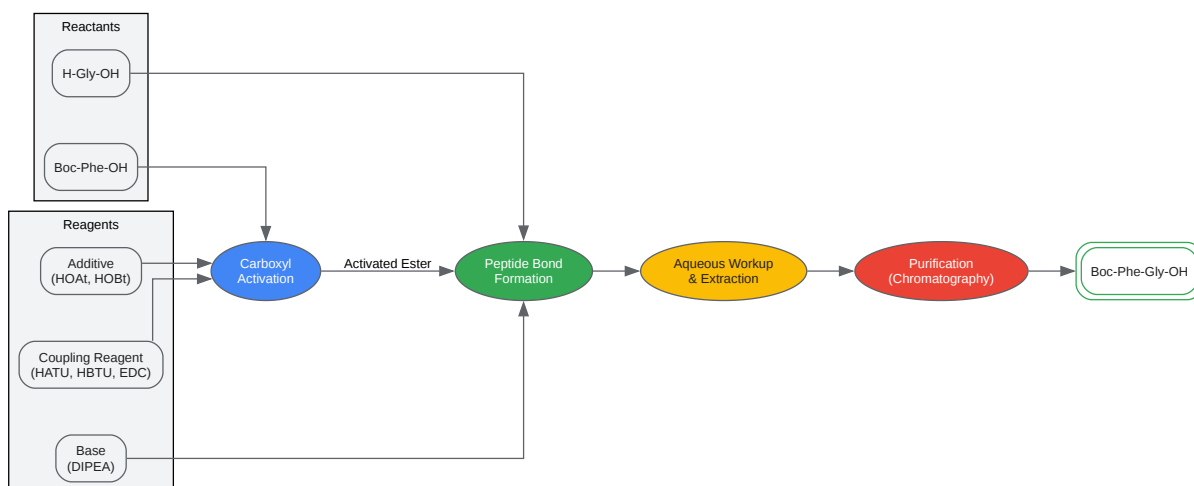 Reactants
H-Gly-OH
Boc-Phe-OH
Reagents
Additive
(HOAt, HOBt)
Coupling Reagent
(HATU, HBTU, EDC)
Base
(DIPEA)
Carboxyl
Activation
Activated Ester
Peptide Bond
Formation
Aqueous Workup
& Extraction
Purification
(Chromatography)
Boc-Phe-Gly-OH